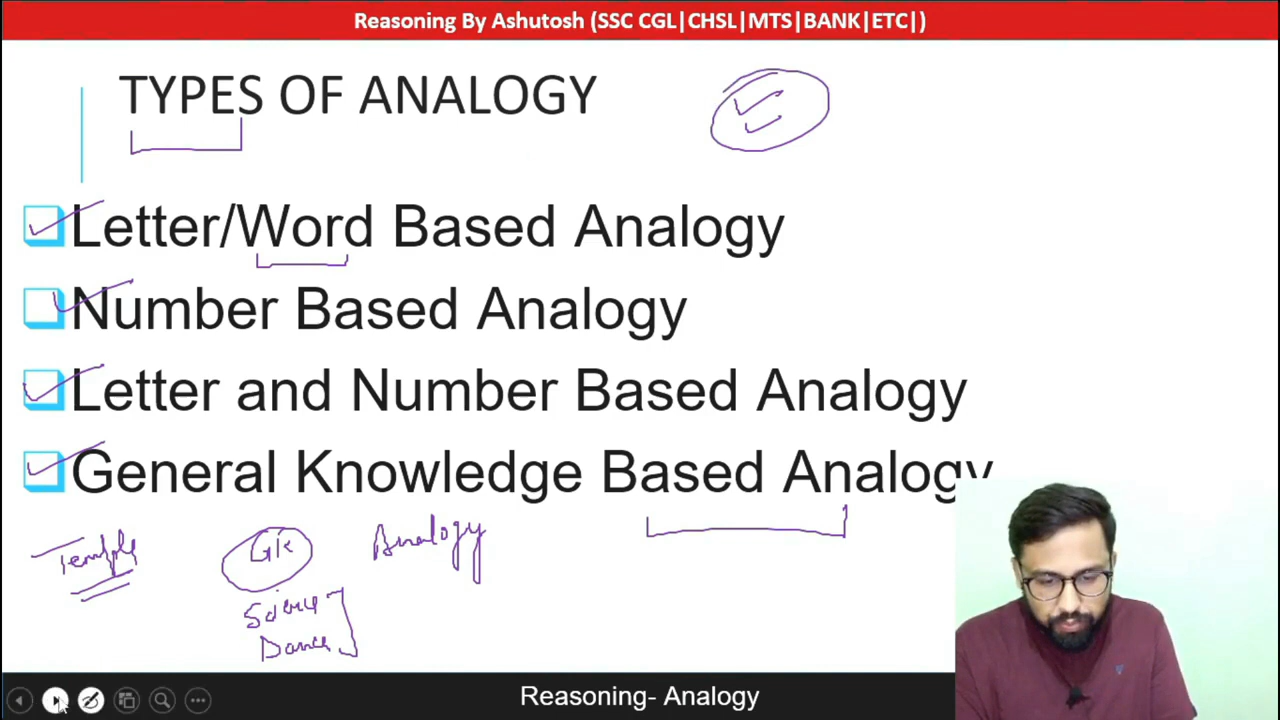 Reasoning By Ashutosh (SSC CGL|CHSL|MTS|BANK|ETC|)
TYPES OF ANALOGY
Letter/Word Based Analogy
Number Based Analogy
Letter and Number Based Analogy
General Knowledge Based Analogy
Temple GK Analogy
Science
Dance
Reasoning- Analogy